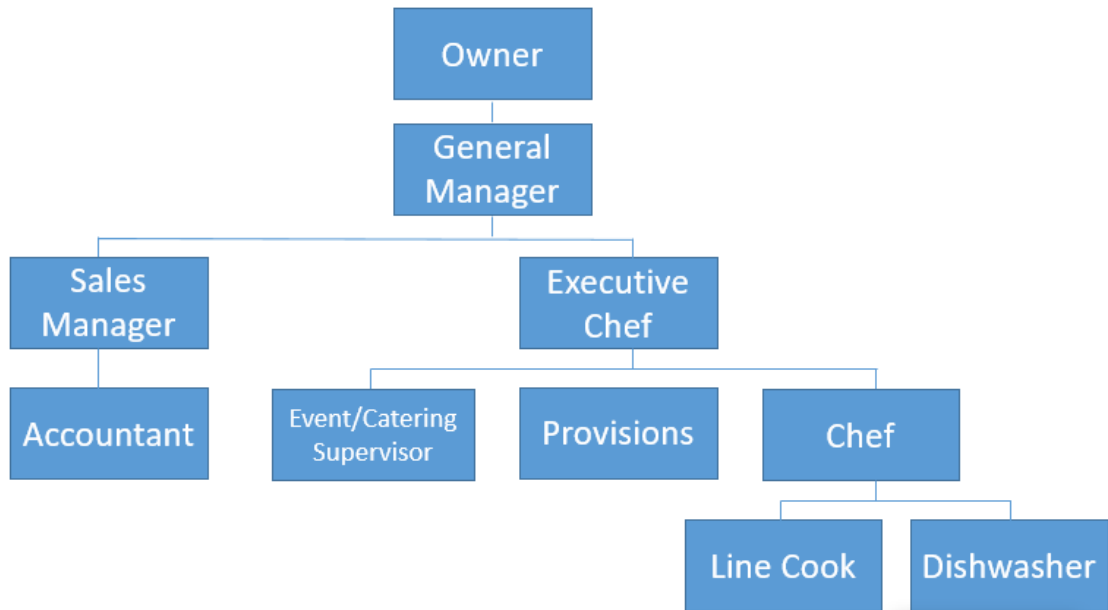 Owner
General
Manager
Sales
Manager
Executive
Chef
Accountant
Event/Catering
Supervisor
Provisions
Chef
Line Cook
Dishwasher